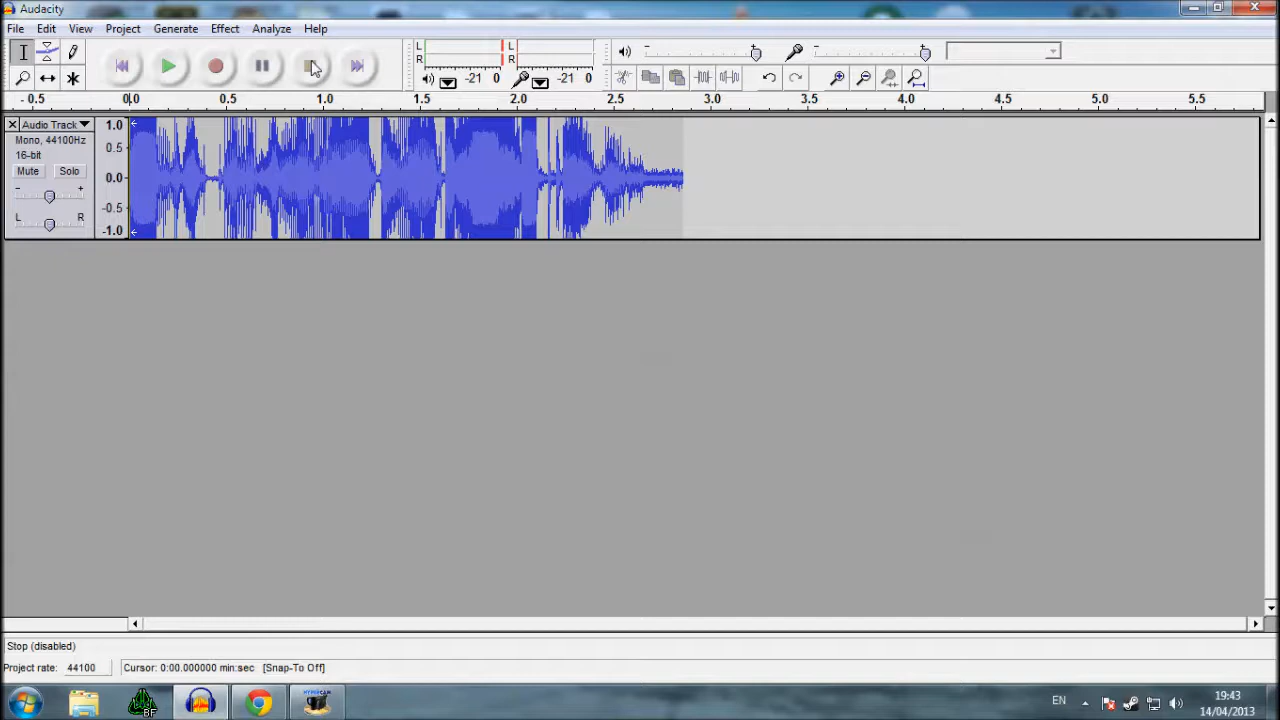 Audacity
File Edit View Project Generate Effect Analyze Help
L
R
L
R
-21 0
-21 0
-0.5 0.0 0.5 1.0 1.5 2.0 2.5 3.0 3.5 4.0 4.5 5.0 5.5
Audio Track
Mono, 44100Hz
16-bit
Mute Solo
- +
L R
1.0
0.5
0.0
-0.5
-1.0
Stop (disabled)
Project rate: 44100 Cursor: 0:00.000000 min:sec [Snap-To Off]
BF
HYPERCAM
EN
19:43
14/04/2013